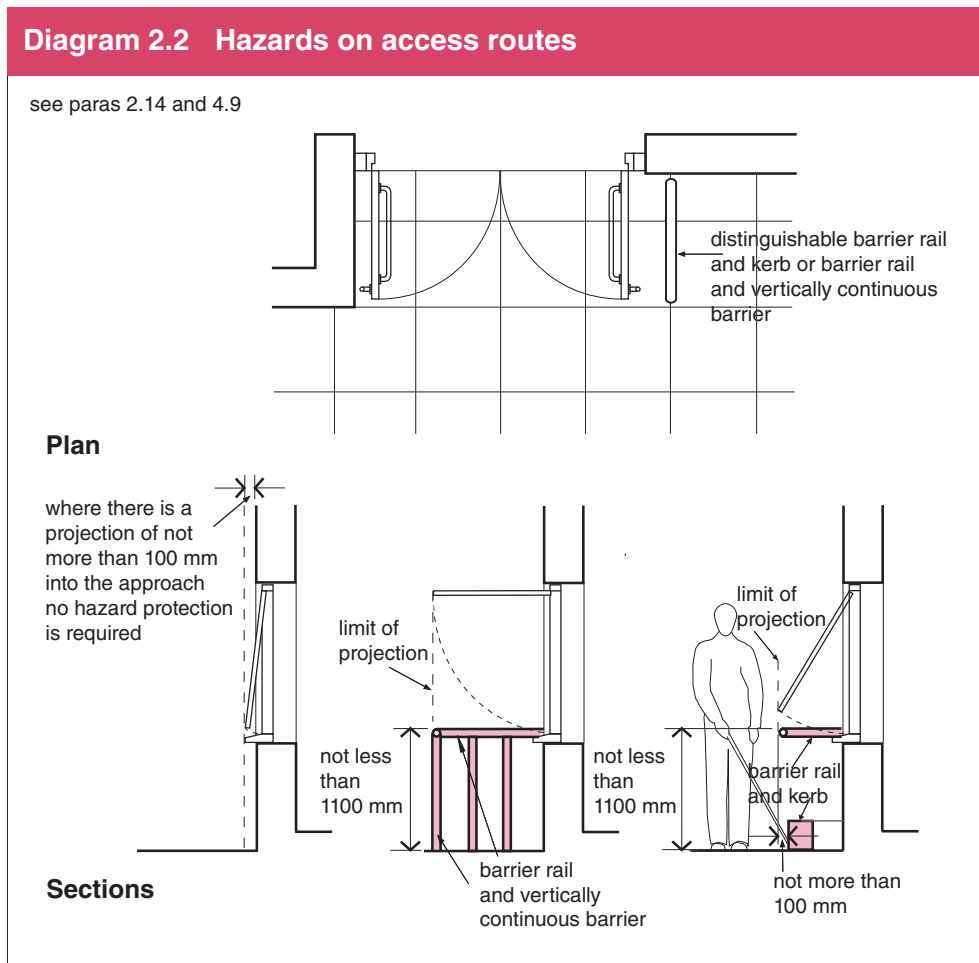 Diagram 2.2 Hazards on access routes
see paras 2.14 and 4.9
distinguishable barrier rail
and kerb or barrier rail
and vertically continuous
barrier
Plan
where there is a
projection of not
more than 100 mm
into the approach
no hazard protection
is required
limit of
projection
not less
than
1100 mm
barrier rail
and vertically
continuous barrier
limit of
projection
not less
than
1100 mm
barrier rail
and kerb
not more than
100 mm
Sections